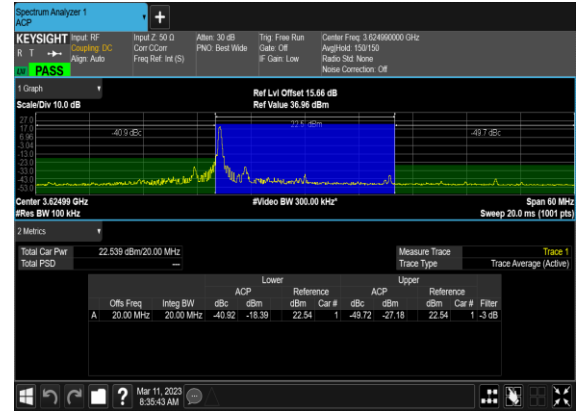 Spectrum Analyzer 1
ACP
+
KEYSIGHT Input: RF Input Z: 50 Ω Atten: 30 dB Trig: Free Run Center Freq: 3.624990000 GHz
R T Coupling: DC Corr CCorr PNO: Best Wide Gate: Off Avg|Hold: 150/150
Align: Auto Freq Ref: Int (S) IF Gain: Low Radio Std: None
Noise Correction: Off
LV PASS
1 Graph
Ref Lvl Offset 15.66 dB
Scale/Div 10.0 dB Ref Value 36.96 dBm
27.0
17.0 -40.9 dBc 22.5 dBm -49.7 dBc
6.96
-3.04
-13.0
-23.0
-33.0
-43.0
-53.0
Center 3.62499 GHz #Video BW 300.00 kHz* Span 60 MHz
#Res BW 100 kHz Sweep 20.0 ms (1001 pts)
2 Metrics
Total Car Pwr 22.539 dBm/20.00 MHz Measure Trace Trace 1
Total PSD --- Trace Type Trace Average (Active)
Lower Upper
ACP Reference ACP Reference
Offs Freq Integ BW dBc dBm dBm Car # dBc dBm dBm Car # Filter
A 20.00 MHz 20.00 MHz -40.92 -18.39 22.54 1 -49.72 -27.18 22.54 1 -3 dB
? Mar 11, 2023
8:35:43 AM